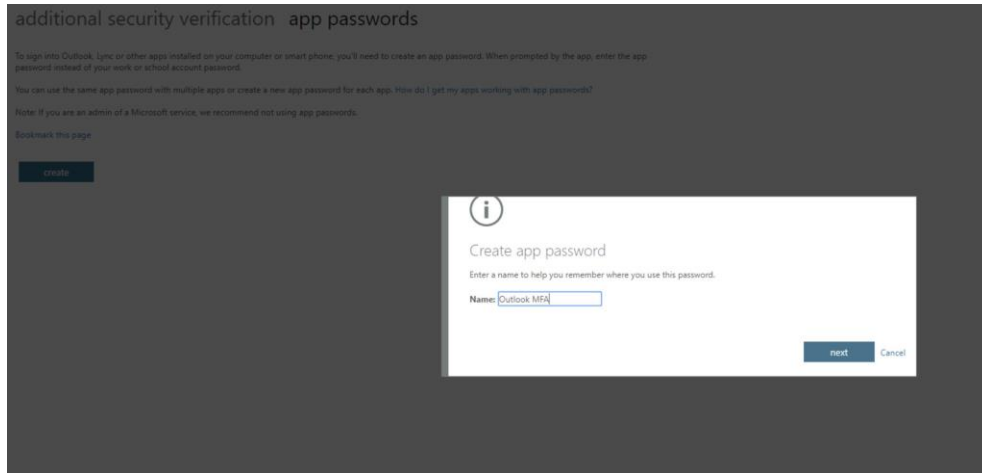 additional security verification app passwords
To sign into Outlook, Lync or other apps installed on your computer or smart phone, you'll need to create an app password. When prompted by the app, enter the app
password instead of your work or school account password.
You can use the same app password with multiple apps or create a new app password for each app. How do I get my apps working with app passwords?
Note: If you are an admin of a Microsoft service, we recommend not using app passwords.
Bookmark this page
create
Create app password
Enter a name to help you remember where you use this password.
Name: Outlook MFA
next Cancel